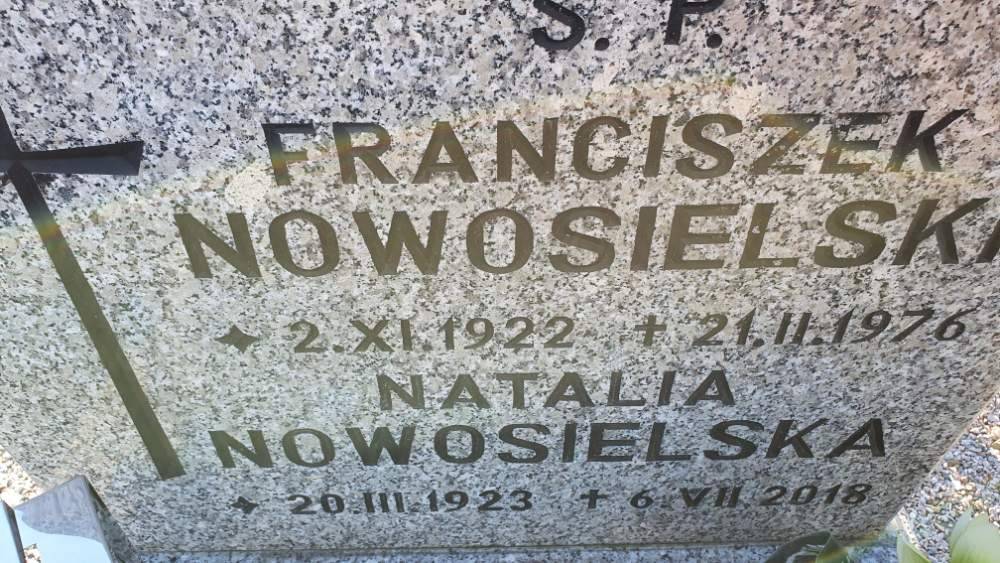 S. P.
FRANCISZEK
NOWOSIELSKI
✦ 2.XI.1922 ✝ 21.II.1976
NATALIA
NOWOSIELSKA
✦ 20.III.1923 ✝ 6.VII.2018